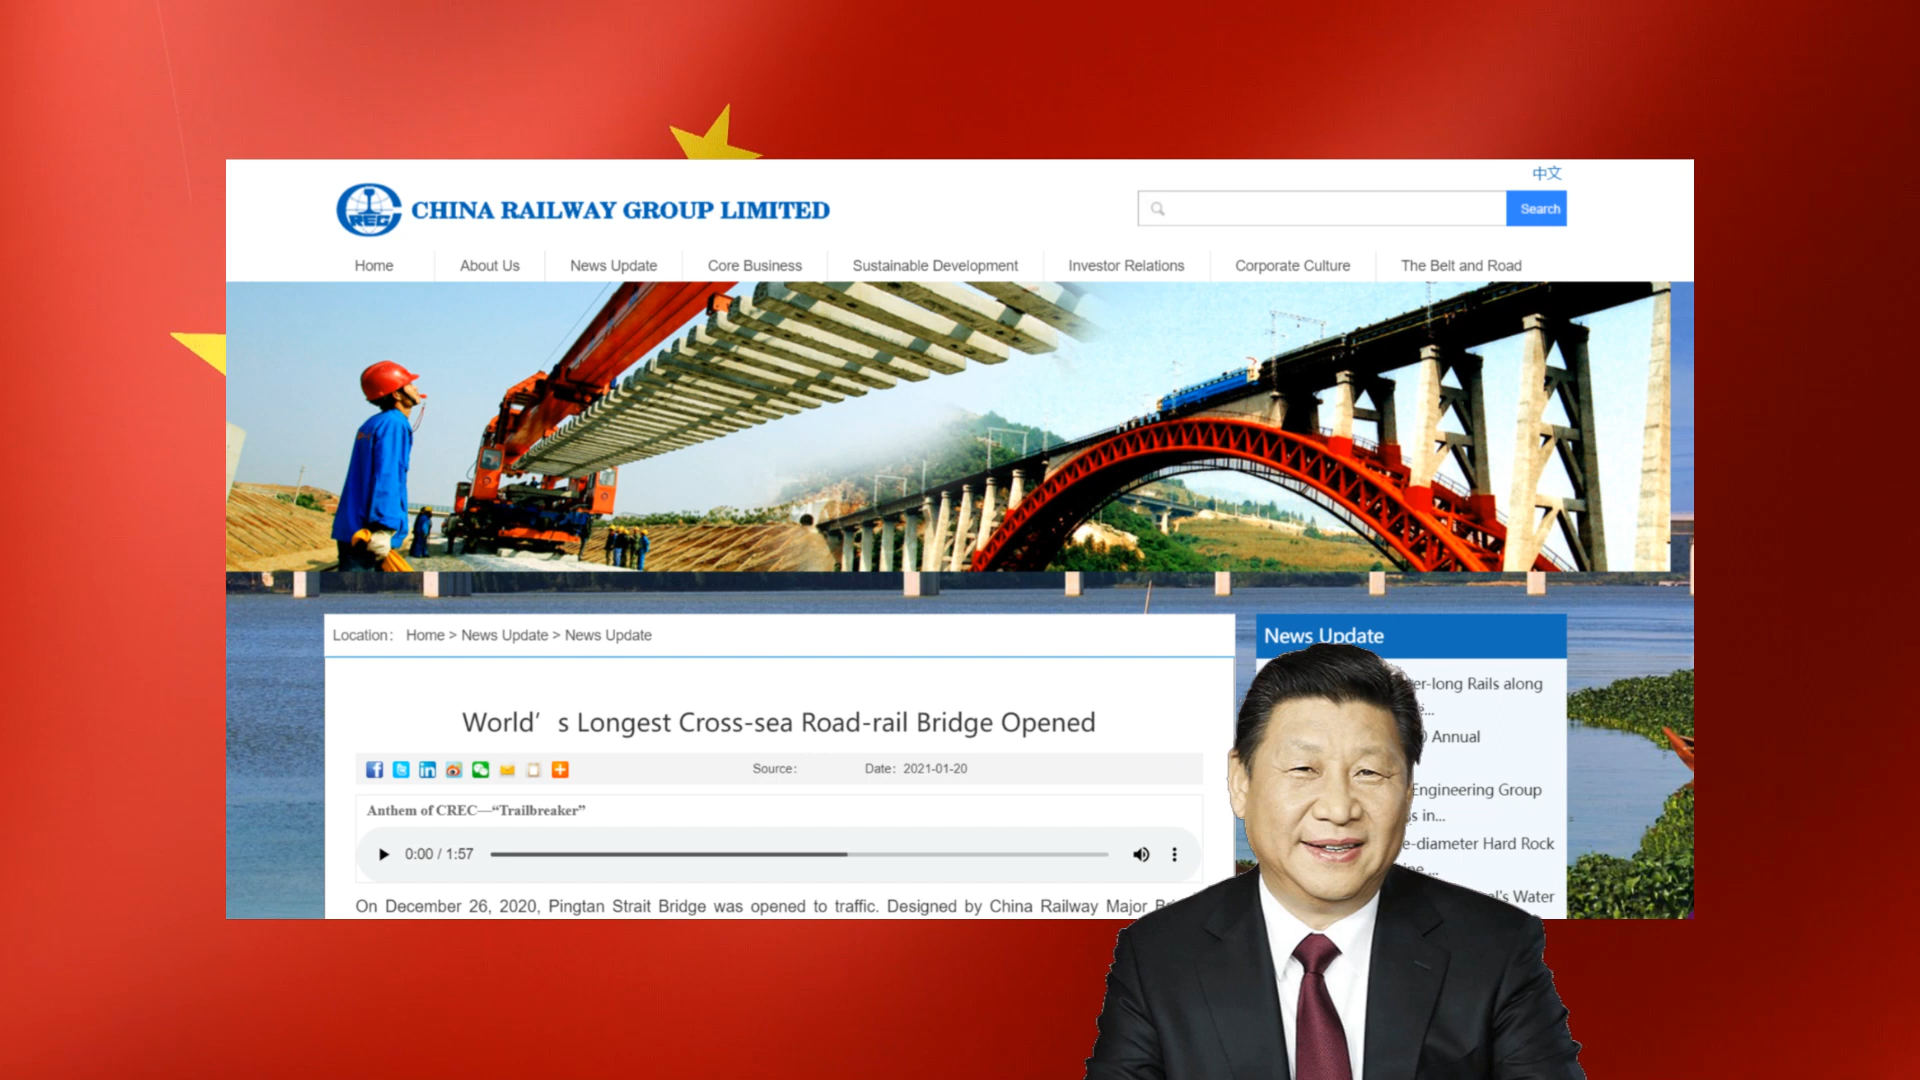 中文
CREC
CHINA RAILWAY GROUP LIMITED
Search
Home About Us News Update Core Business Sustainable Development Investor Relations Corporate Culture The Belt and Road
Location: Home > News Update > News Update
News Update
World’s Longest Cross-sea Road-rail Bridge Opened
er-long Rails along
Source: Date: 2021-01-20
Annual
Anthem of CREC—“Trailbreaker”
Engineering Group
s in...
e-diameter Hard Rock
0:00 / 1:57
On December 26, 2020, Pingtan Strait Bridge was opened to traffic. Designed by China Railway Major
l's Water